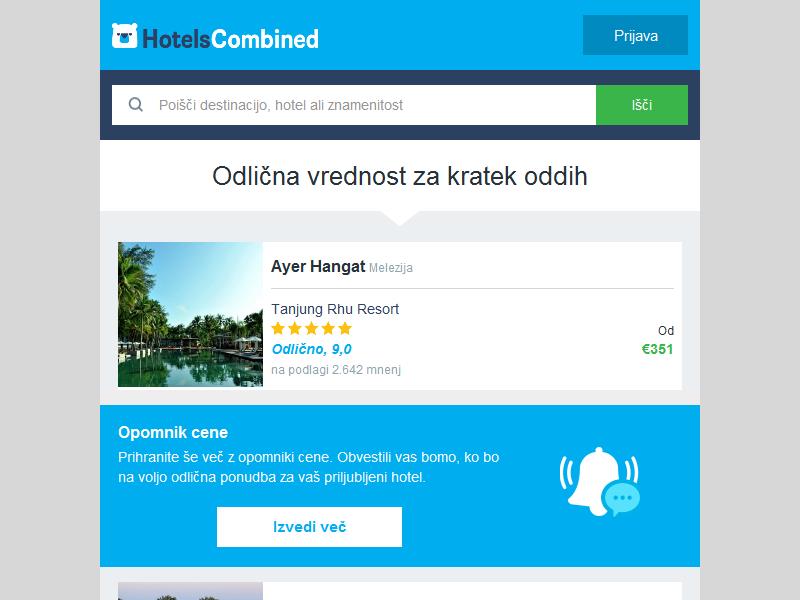 HotelsCombined
Prijava
Poišči destinacijo, hotel ali znamenitost
Išči
Odlična vrednost za kratek oddih
Ayer Hangat Melezija
Tanjung Rhu Resort
Od
Odlično, 9,0
€351
na podlagi 2.642 mnenj
Opomnik cene
Prihranite še več z opomniki cene. Obvestili vas bomo, ko bo
na voljo odlična ponudba za vaš priljubljeni hotel.
Izvedi več